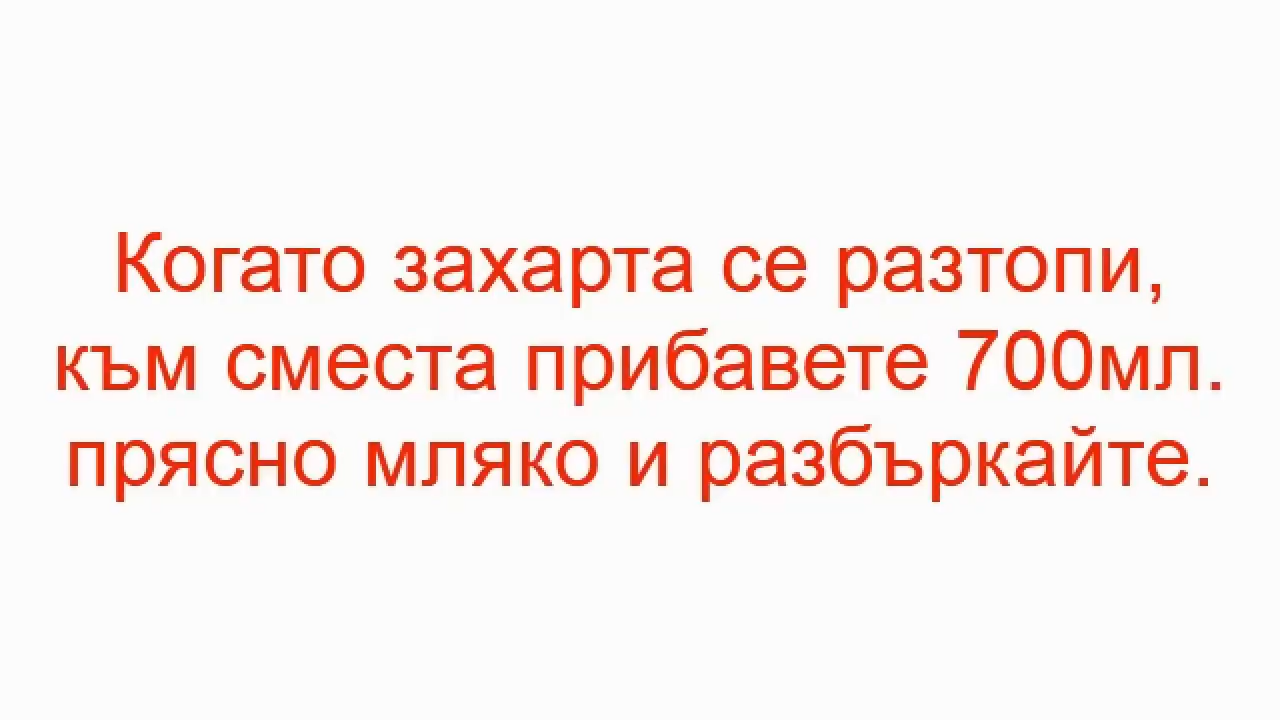 Когато захарта се разтопи,
към сместа прибавете 700мл.
прясно мляко и разбъркайте.